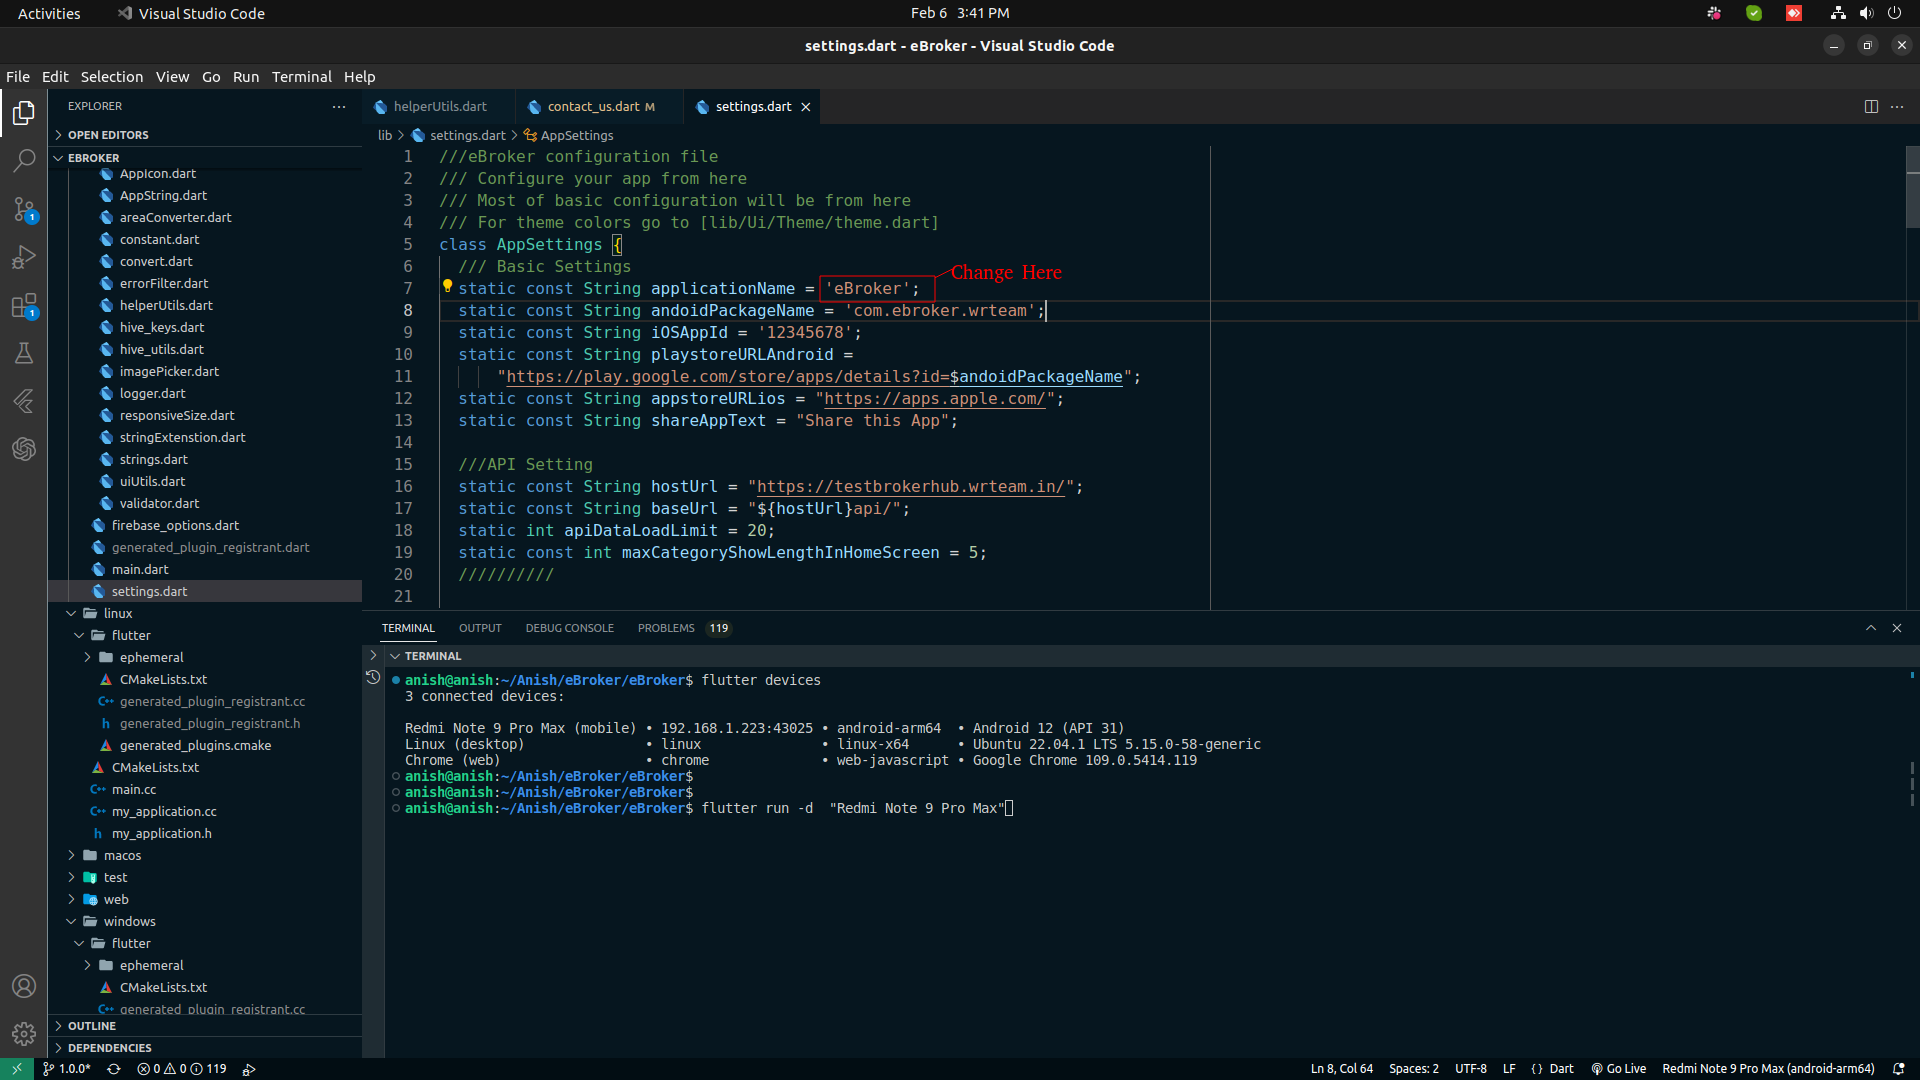 Activities Visual Studio Code Feb 6 3:41 PM
settings.dart - eBroker - Visual Studio Code
File Edit Selection View Go Run Terminal Help
EXPLORER
OPEN EDITORS
EBROKER
AppIcon.dart
AppString.dart
areaConverter.dart
constant.dart
convert.dart
errorFilter.dart
helperUtils.dart
hive_keys.dart
hive_utils.dart
imagePicker.dart
logger.dart
responsiveSize.dart
stringExtenstion.dart
strings.dart
uiUtils.dart
validator.dart
firebase_options.dart
generated_plugin_registrant.dart
main.dart
settings.dart
linux
flutter
ephemeral
CMakeLists.txt
generated_plugin_registrant.cc
generated_plugin_registrant.h
generated_plugins.cmake
CMakeLists.txt
main.cc
my_application.cc
my_application.h
macos
test
web
windows
flutter
ephemeral
CMakeLists.txt
generated_plugin_registrant.cc
OUTLINE
DEPENDENCIES
helperUtils.dart contact_us.dart M settings.dart
lib > settings.dart > AppSettings
1 ///eBroker configuration file
2 /// Configure your app from here
3 /// Most of basic configuration will be from here
4 /// For theme colors go to [lib/Ui/Theme/theme.dart]
5 class AppSettings {
6 /// Basic Settings
Change Here
7 static const String applicationName = 'eBroker';
8 static const String andoidPackageName = 'com.ebroker.wrteam';
9 static const String iOSAppId = '12345678';
10 static const String playstoreURLAndroid =
11 "https://play.google.com/store/apps/details?id=$andoidPackageName";
12 static const String appstoreURLios = "https://apps.apple.com/";
13 static const String shareAppText = "Share this App";
14
15 ///API Setting
16 static const String hostUrl = "https://testbrokerhub.wrteam.in/";
17 static const String baseUrl = "${hostUrl}api/";
18 static int apiDataLoadLimit = 20;
19 static const int maxCategoryShowLengthInHomeScreen = 5;
20 //////////
21
TERMINAL OUTPUT DEBUG CONSOLE PROBLEMS 119
TERMINAL
anish@anish:~/Anish/eBroker/eBroker$ flutter devices
3 connected devices:
Redmi Note 9 Pro Max (mobile) • 192.168.1.223:43025 • android-arm64 • Android 12 (API 31)
Linux (desktop) • linux • linux-x64 • Ubuntu 22.04.1 LTS 5.15.0-58-generic
Chrome (web) • chrome • web-javascript • Google Chrome 109.0.5414.119
anish@anish:~/Anish/eBroker/eBroker$
anish@anish:~/Anish/eBroker/eBroker$
anish@anish:~/Anish/eBroker/eBroker$ flutter run -d "Redmi Note 9 Pro Max"
1.0.0* 0 0 119 Ln 8, Col 64 Spaces: 2 UTF-8 LF { } Dart Go Live Redmi Note 9 Pro Max (android-arm64)